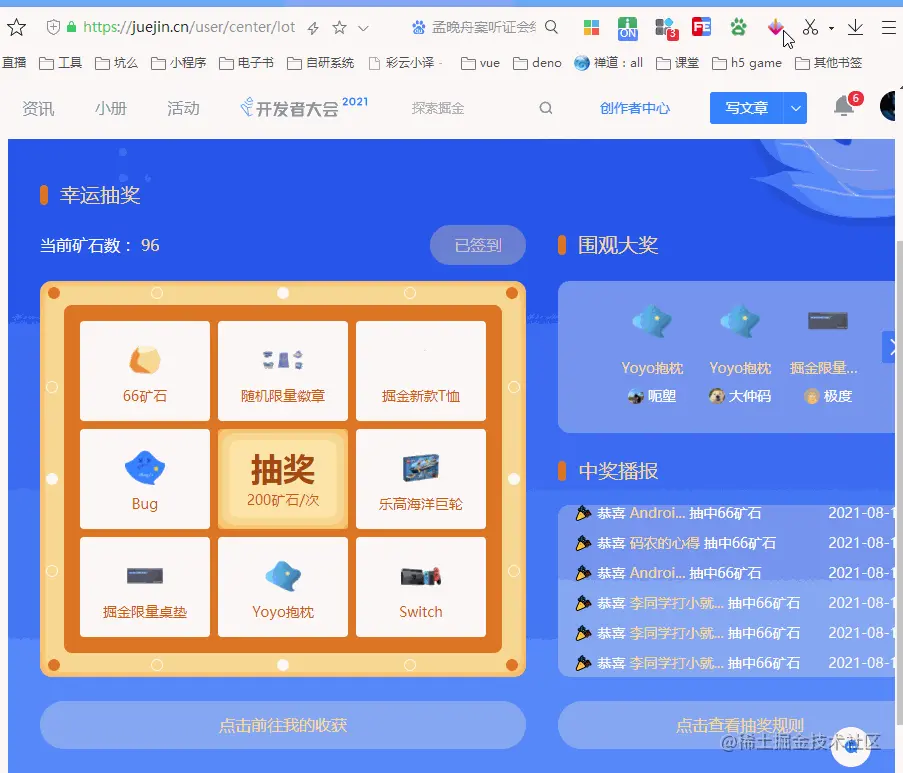 https://juejin.cn/user/center/lot
孟晚舟案听证会终
ON
3
直播 工具 坑么 小程序 电子书 自研系统 彩云小译 - vue deno 禅道：all 课堂 h5 game 其他书签
资讯 小册 活动 开发者大会 2021 探索掘金 创作者中心 写文章 6
幸运抽奖
当前矿石数： 96
已签到
66矿石 随机限量徽章 掘金新款T恤
Bug
抽奖
200矿石/次
乐高海洋巨轮
掘金限量桌垫 Yoyo抱枕 Switch
点击前往我的收获
围观大奖
Yoyo抱枕 Yoyo抱枕 掘金限量...
呃塱 大仲码 极度
中奖播报
恭喜 Androi... 抽中66矿石 2021-08-1
恭喜 码农的心得 抽中66矿石 2021-08-1
恭喜 Androi... 抽中66矿石 2021-08-1
恭喜 李同学打小就... 抽中66矿石 2021-08-1
恭喜 李同学打小就... 抽中66矿石 2021-08-1
恭喜 李同学打小就... 抽中66矿石 2021-08-1
点击查看抽奖规则
@稀土掘金技术社区